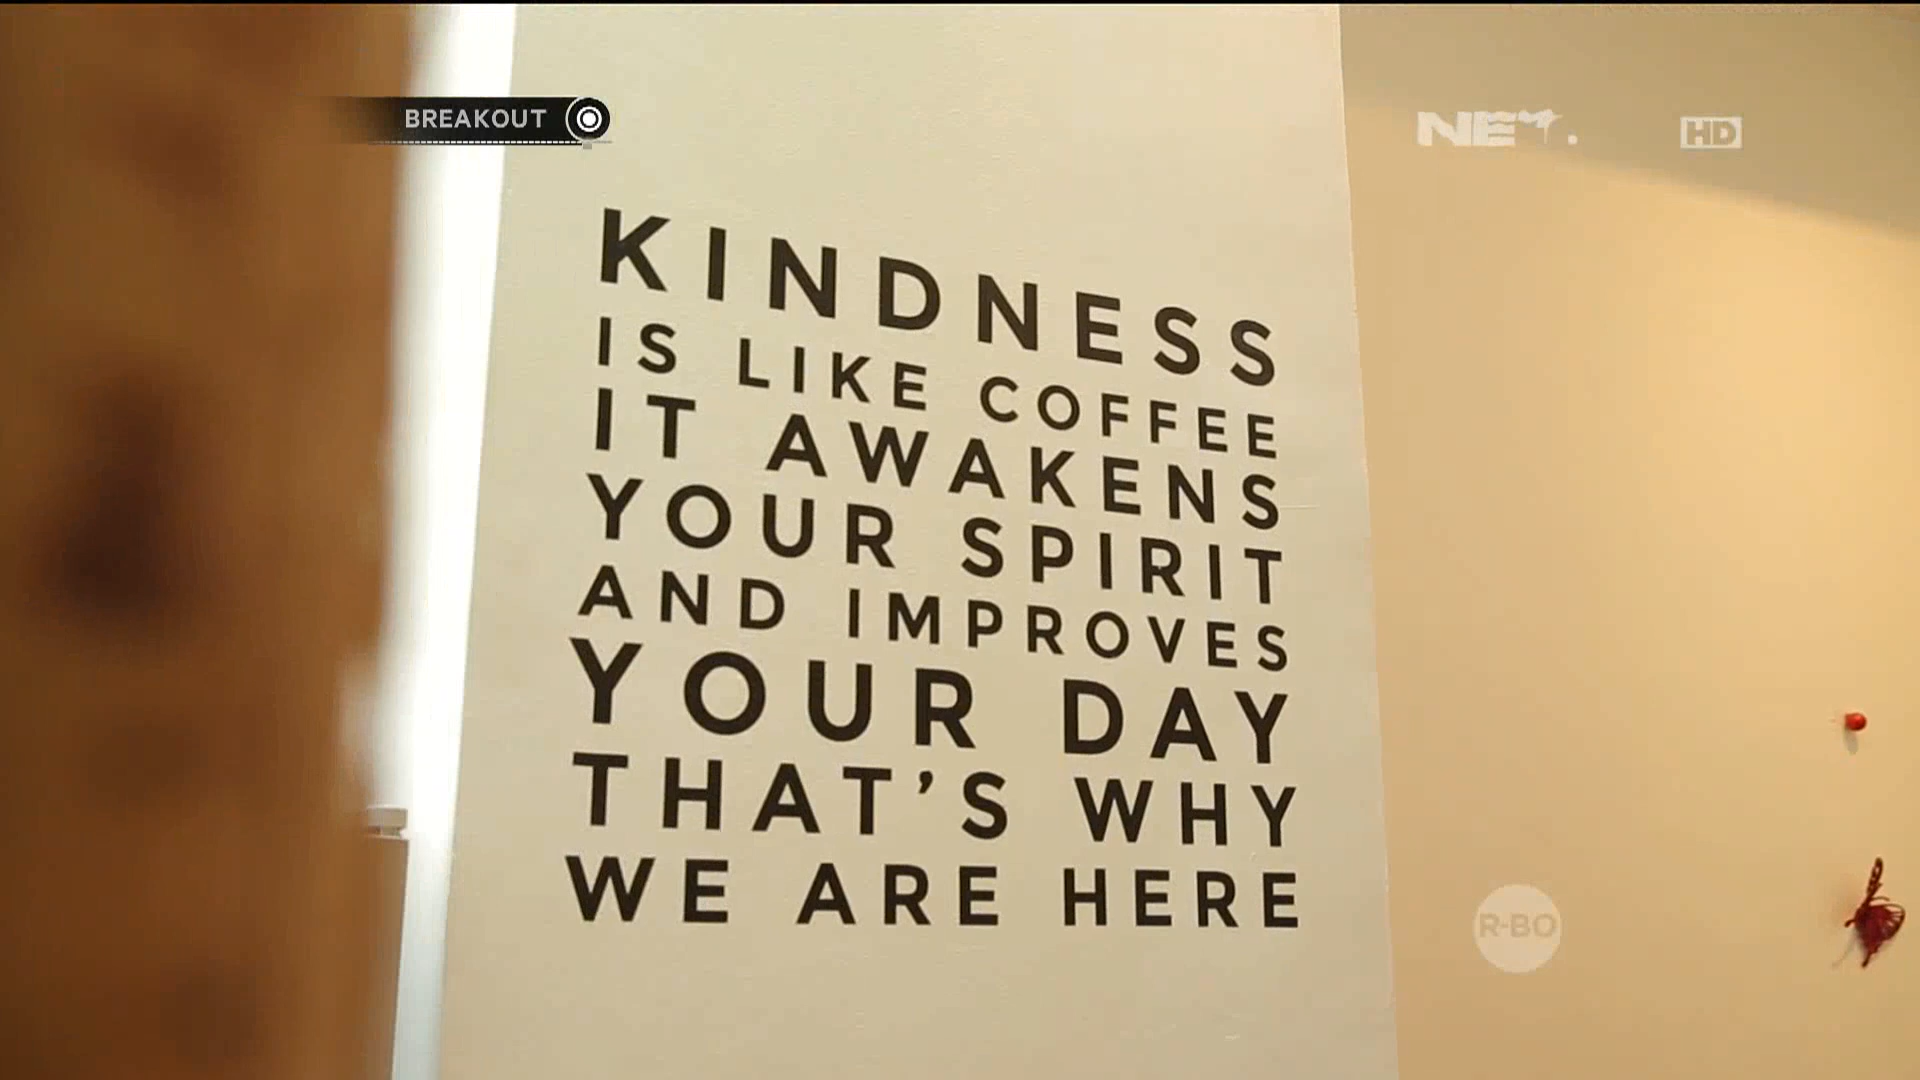 BREAKOUT
NET.
HD
KINDNESS
IS LIKE COFFEE
IT AWAKENS
YOUR SPIRIT
AND IMPROVES
YOUR DAY
THAT'S WHY
WE ARE HERE
R-BO